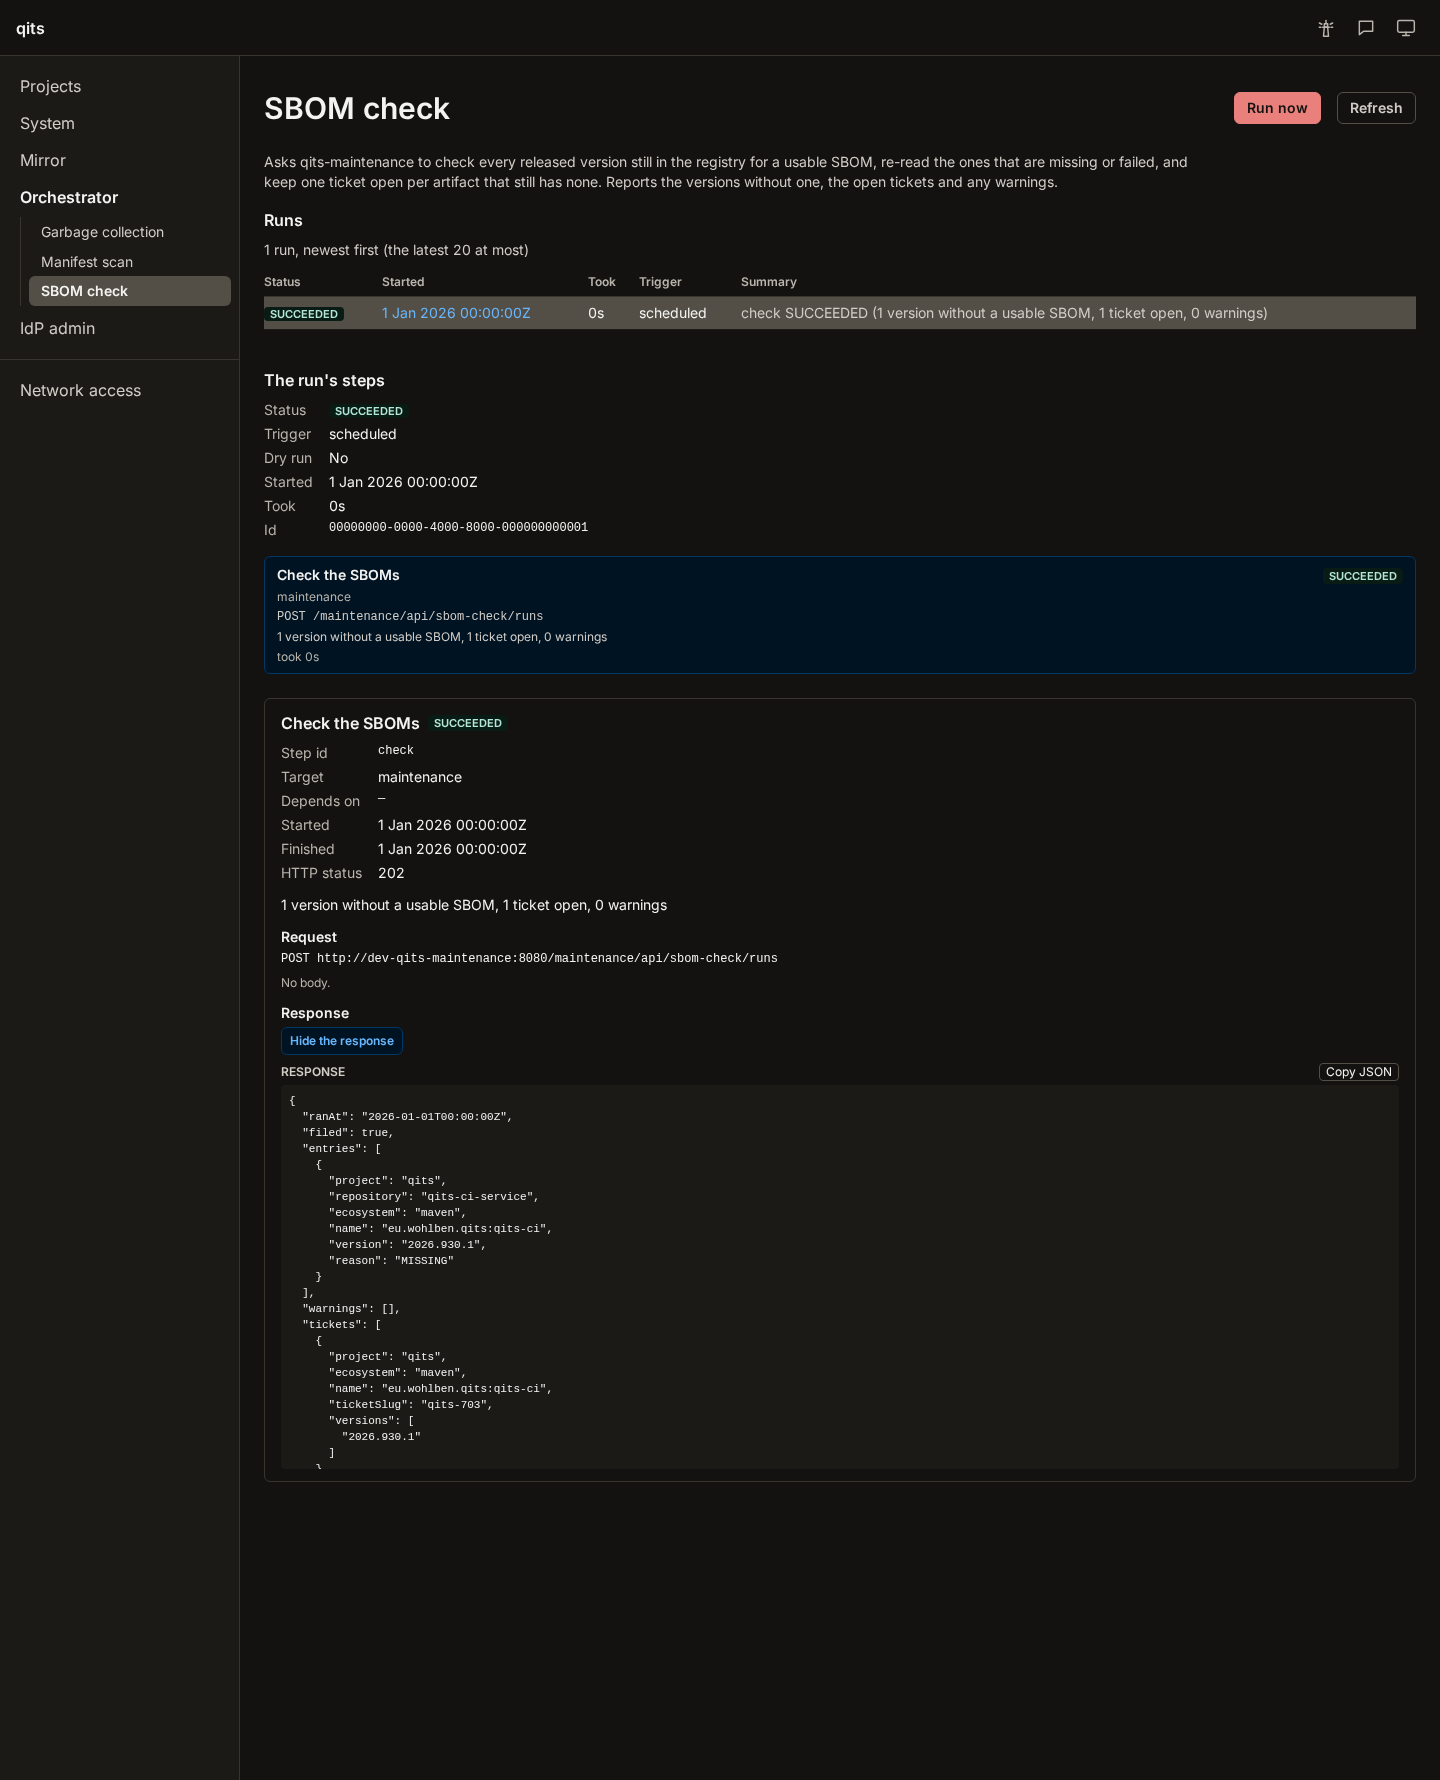 qits
Projects
System
Mirror
Orchestrator
Garbage collection
Manifest scan
SBOM check
IdP admin
Network access
SBOM check
Run now
Refresh
Asks qits-maintenance to check every released version still in the registry for a usable SBOM, re-read the ones that are missing or failed, and
keep one ticket open per artifact that still has none. Reports the versions without one, the open tickets and any warnings.
Runs
1 run, newest first (the latest 20 at most)
Status Started Took Trigger Summary
SUCCEEDED 1 Jan 2026 00:00:00Z 0s scheduled check SUCCEEDED (1 version without a usable SBOM, 1 ticket open, 0 warnings)
The run's steps
Status SUCCEEDED
Trigger scheduled
Dry run No
Started 1 Jan 2026 00:00:00Z
Took 0s
Id 00000000-0000-4000-8000-000000000001
Check the SBOMs SUCCEEDED
maintenance
POST /maintenance/api/sbom-check/runs
1 version without a usable SBOM, 1 ticket open, 0 warnings
took 0s
Check the SBOMs SUCCEEDED
Step id check
Target maintenance
Depends on —
Started 1 Jan 2026 00:00:00Z
Finished 1 Jan 2026 00:00:00Z
HTTP status 202
1 version without a usable SBOM, 1 ticket open, 0 warnings
Request
POST http://dev-qits-maintenance:8080/maintenance/api/sbom-check/runs
No body.
Response
Hide the response
RESPONSE Copy JSON
{
  "ranAt": "2026-01-01T00:00:00Z",
  "filed": true,
  "entries": [
    {
      "project": "qits",
      "repository": "qits-ci-service",
      "ecosystem": "maven",
      "name": "eu.wohlben.qits:qits-ci",
      "version": "2026.930.1",
      "reason": "MISSING"
    }
  ],
  "warnings": [],
  "tickets": [
    {
      "project": "qits",
      "ecosystem": "maven",
      "name": "eu.wohlben.qits:qits-ci",
      "ticketSlug": "qits-703",
      "versions": [
        "2026.930.1"
      ]
    }